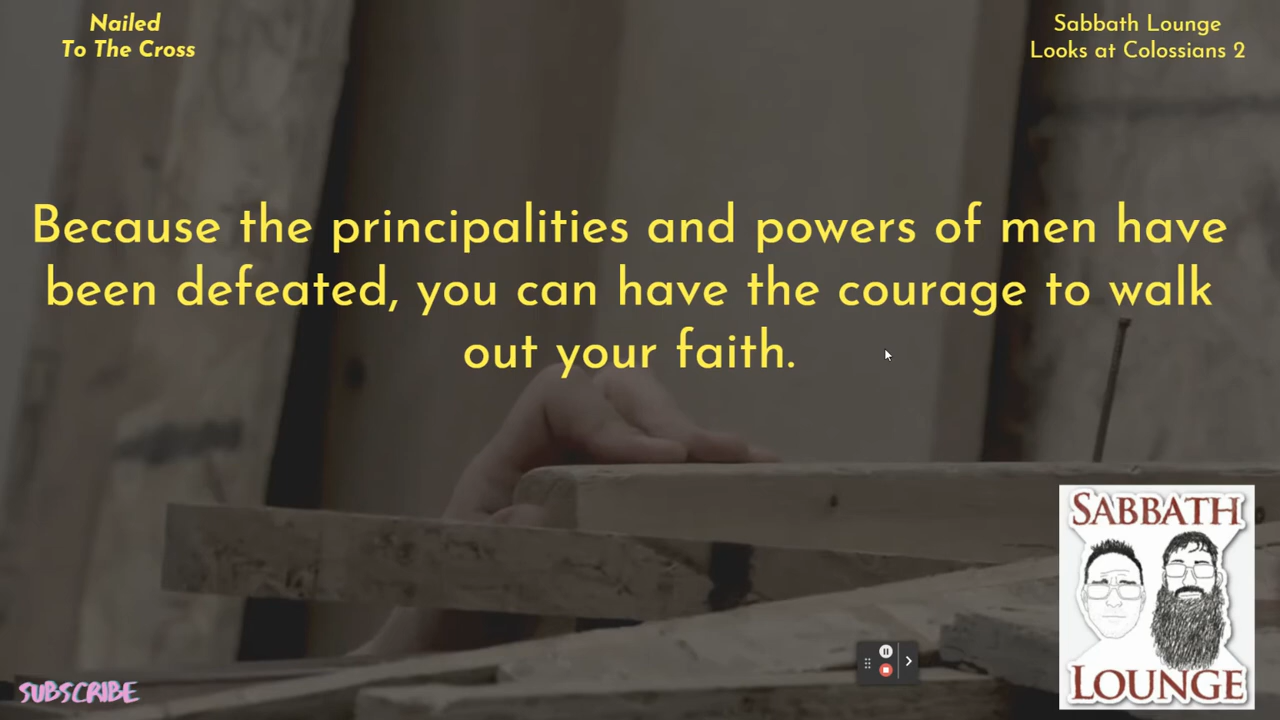 Nailed
To The Cross
Sabbath Lounge
Looks at Colossians 2
Because the principalities and powers of men have
been defeated, you can have the courage to walk
out your faith.
SABBATH
LOUNGE
SUBSCRIBE